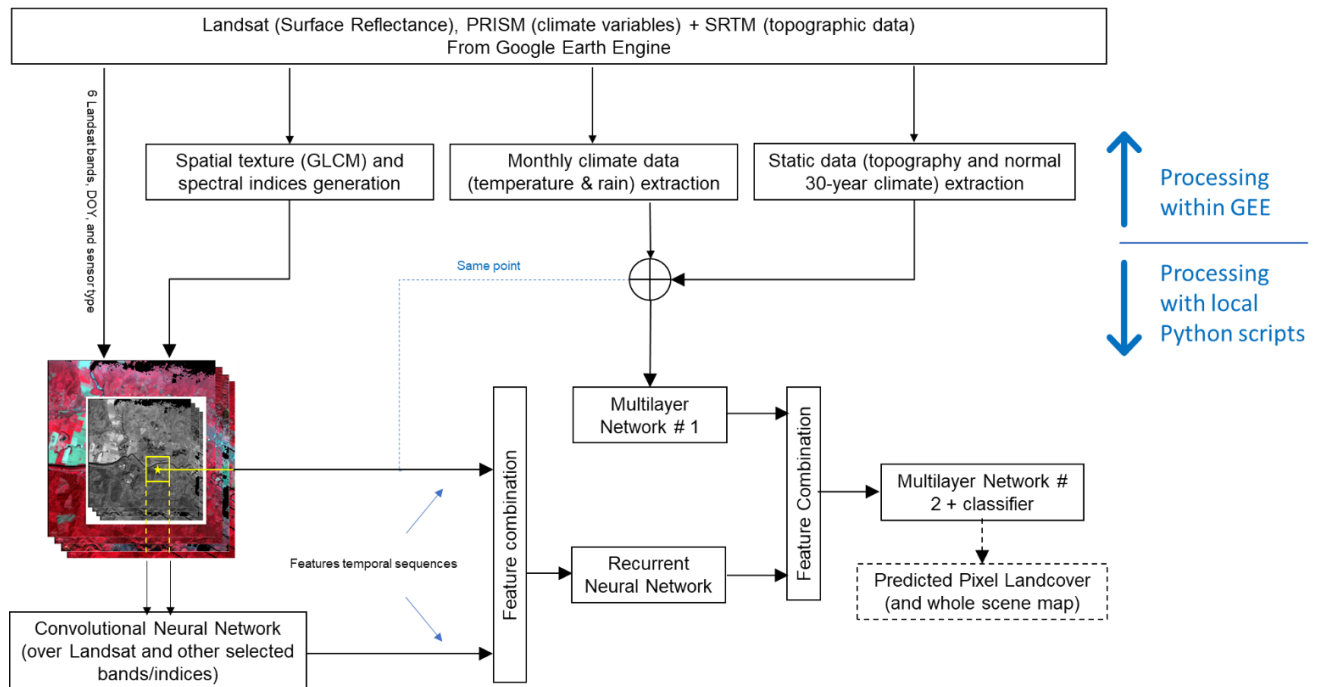 Landsat (Surface Reflectance), PRISM (climate variables) + SRTM (topographic data)
From Google Earth Engine
6 Landsat bands, DOY, and sensor type
Spatial texture (GLCM) and
spectral indices generation
Monthly climate data
(temperature & rain) extraction
Static data (topography and normal
30-year climate) extraction
Processing
within GEE
Same point
Processing
with local
Python scripts
Multilayer
Network # 1
Feature combination
Feature Combination
Multilayer Network #
2 + classifier
Features temporal sequences
Recurrent
Neural Network
Predicted Pixel Landcover
(and whole scene map)
Convolutional Neural Network
(over Landsat and other selected
bands/indices)